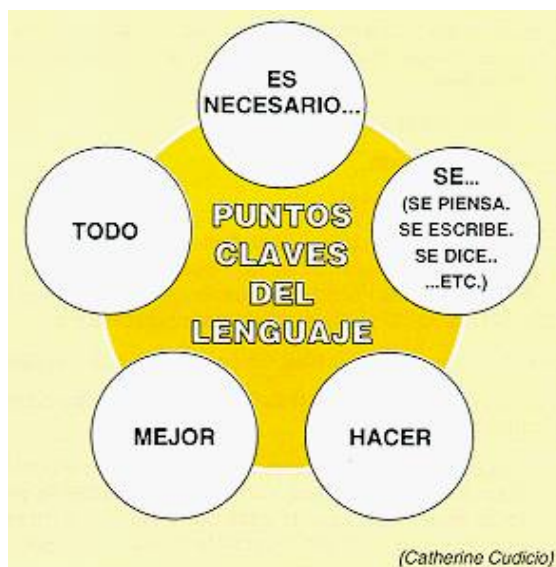 ES
NECESARIO...
SE...
(SE PIENSA.
SE ESCRIBE.
SE DICE..
...ETC.)
TODO
PUNTOS
CLAVES
DEL
LENGUAJE
MEJOR
HACER
(Catherine Cudicio)